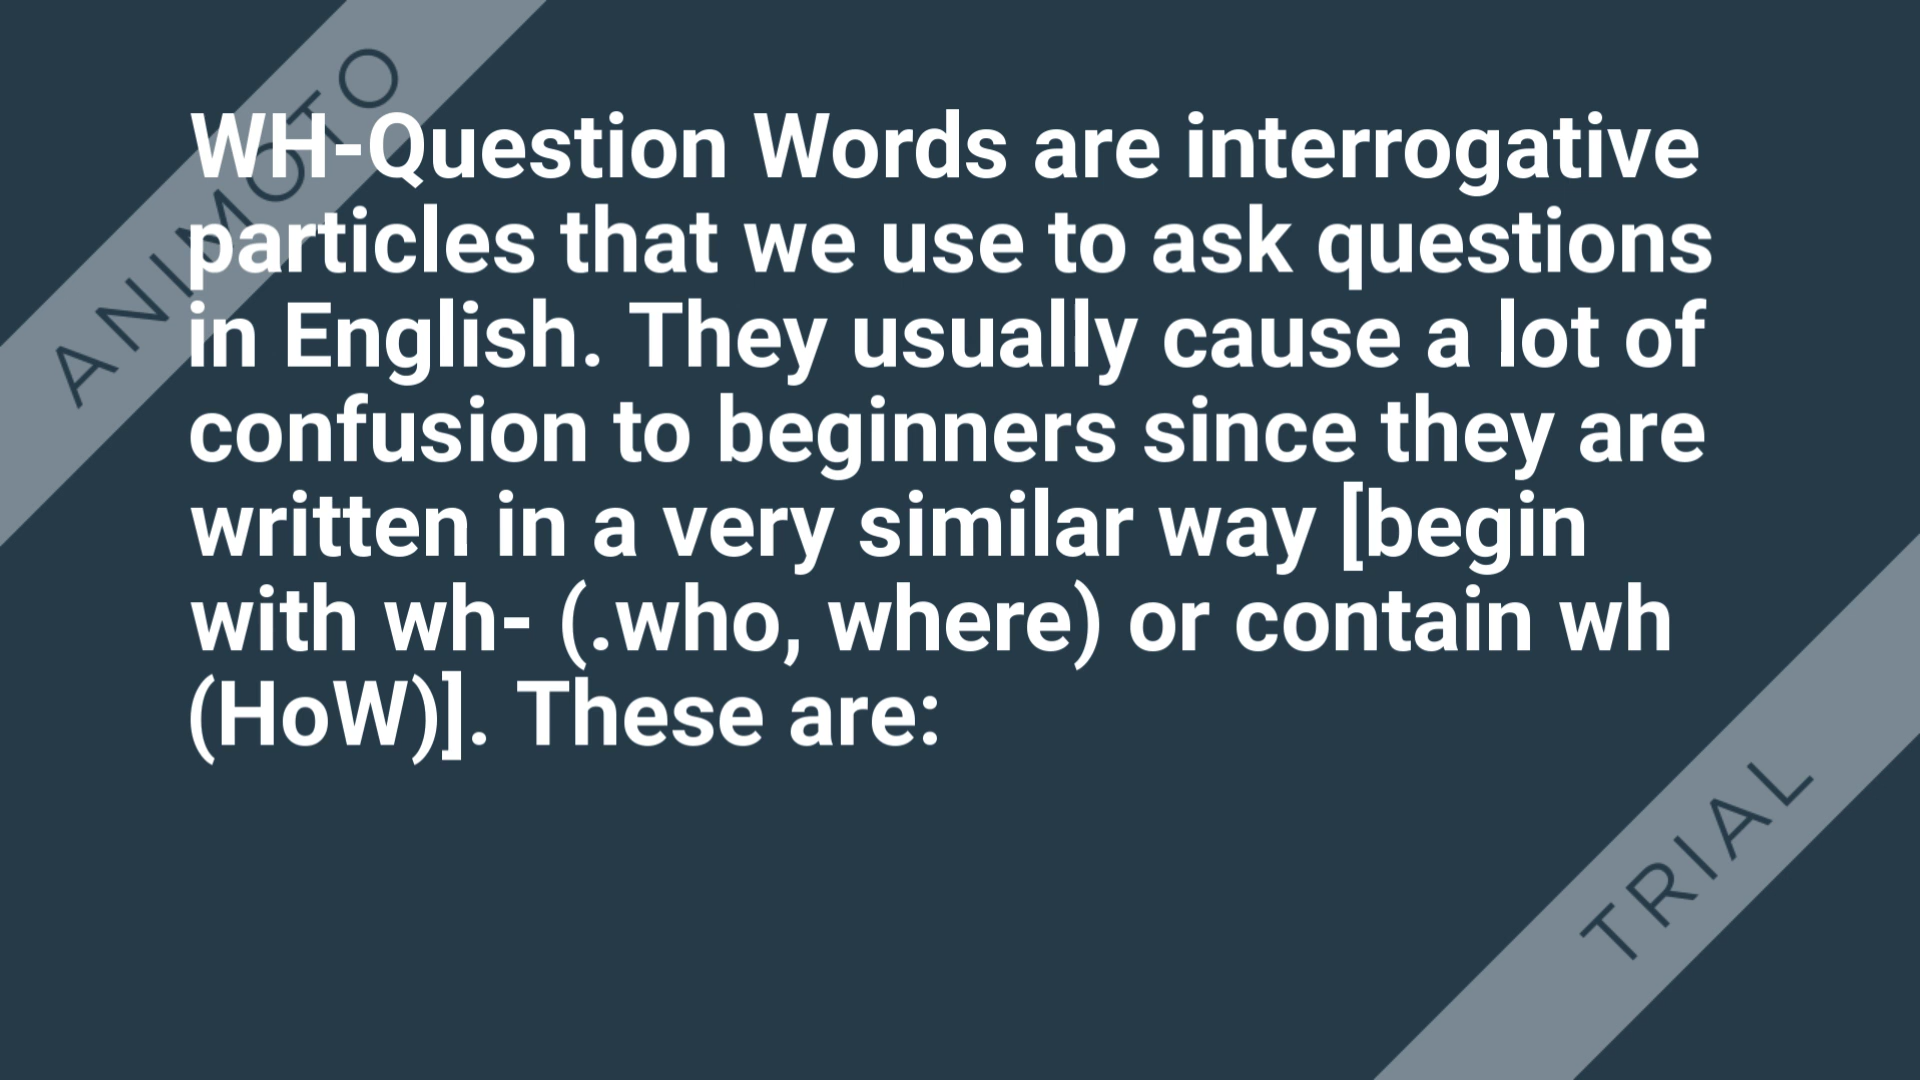 ANIMOTO
WH-Question Words are interrogative
particles that we use to ask questions
in English. They usually cause a lot of
confusion to beginners since they are
written in a very similar way [begin
with wh- (.who, where) or contain wh
(HoW)]. These are:
TRIAL